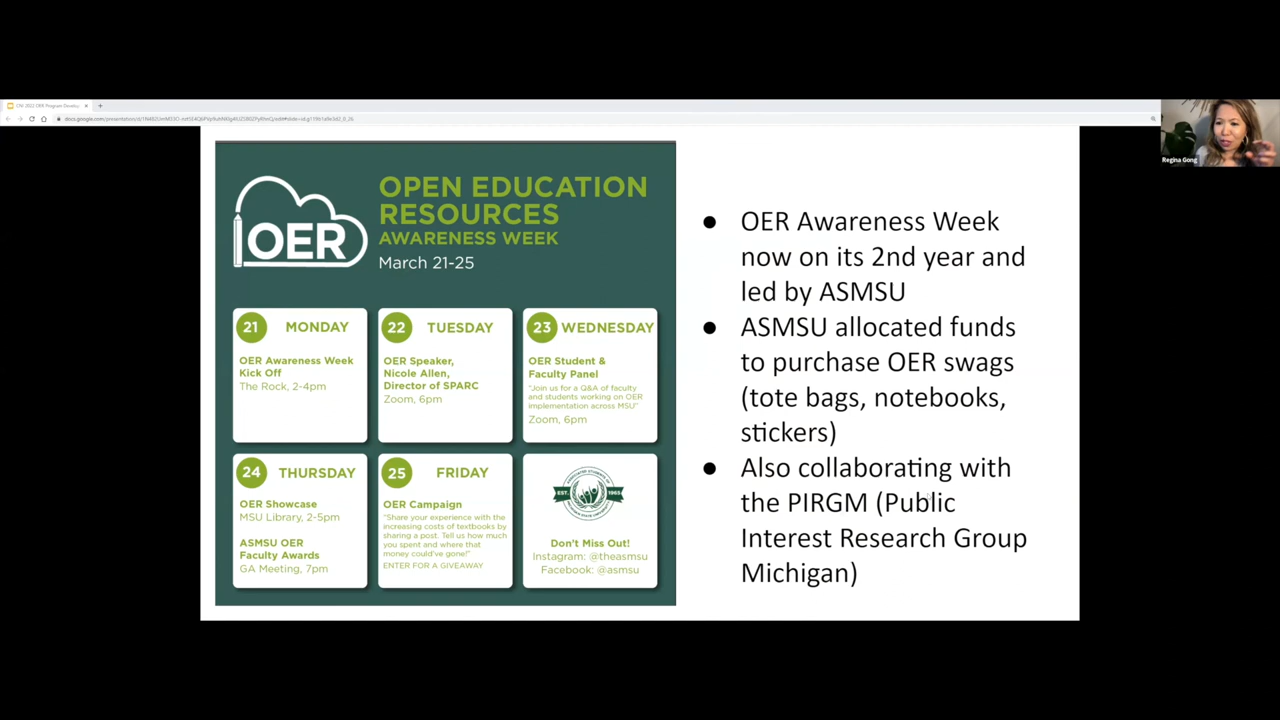 CNI 2022 OER Program Develop
Regina Gong
OER
OPEN EDUCATION
RESOURCES
AWARENESS WEEK
March 21-25
21 MONDAY
OER Awareness Week
Kick Off
The Rock, 2-4pm
22 TUESDAY
OER Speaker,
Nicole Allen,
Director of SPARC
Zoom, 6pm
23 WEDNESDAY
OER Student &
Faculty Panel
"Join us for a Q&A of faculty
and students working on OER
implementation across MSU"
Zoom, 6pm
24 THURSDAY
OER Showcase
MSU Library, 2-5pm
ASMSU OER
Faculty Awards
GA Meeting, 7pm
25 FRIDAY
OER Campaign
"Share your experience with the
increasing costs of textbooks by
sharing a post. Tell us how much
you spent and where that
money could've gone!"
ENTER FOR A GIVEAWAY
EST. 1965
Don't Miss Out!
Instagram: @theasmsu
Facebook: @asmsu
● OER Awareness Week
now on its 2nd year and
led by ASMSU
● ASMSU allocated funds
to purchase OER swags
(tote bags, notebooks,
stickers)
● Also collaborating with
the PIRGM (Public
Interest Research Group
Michigan)